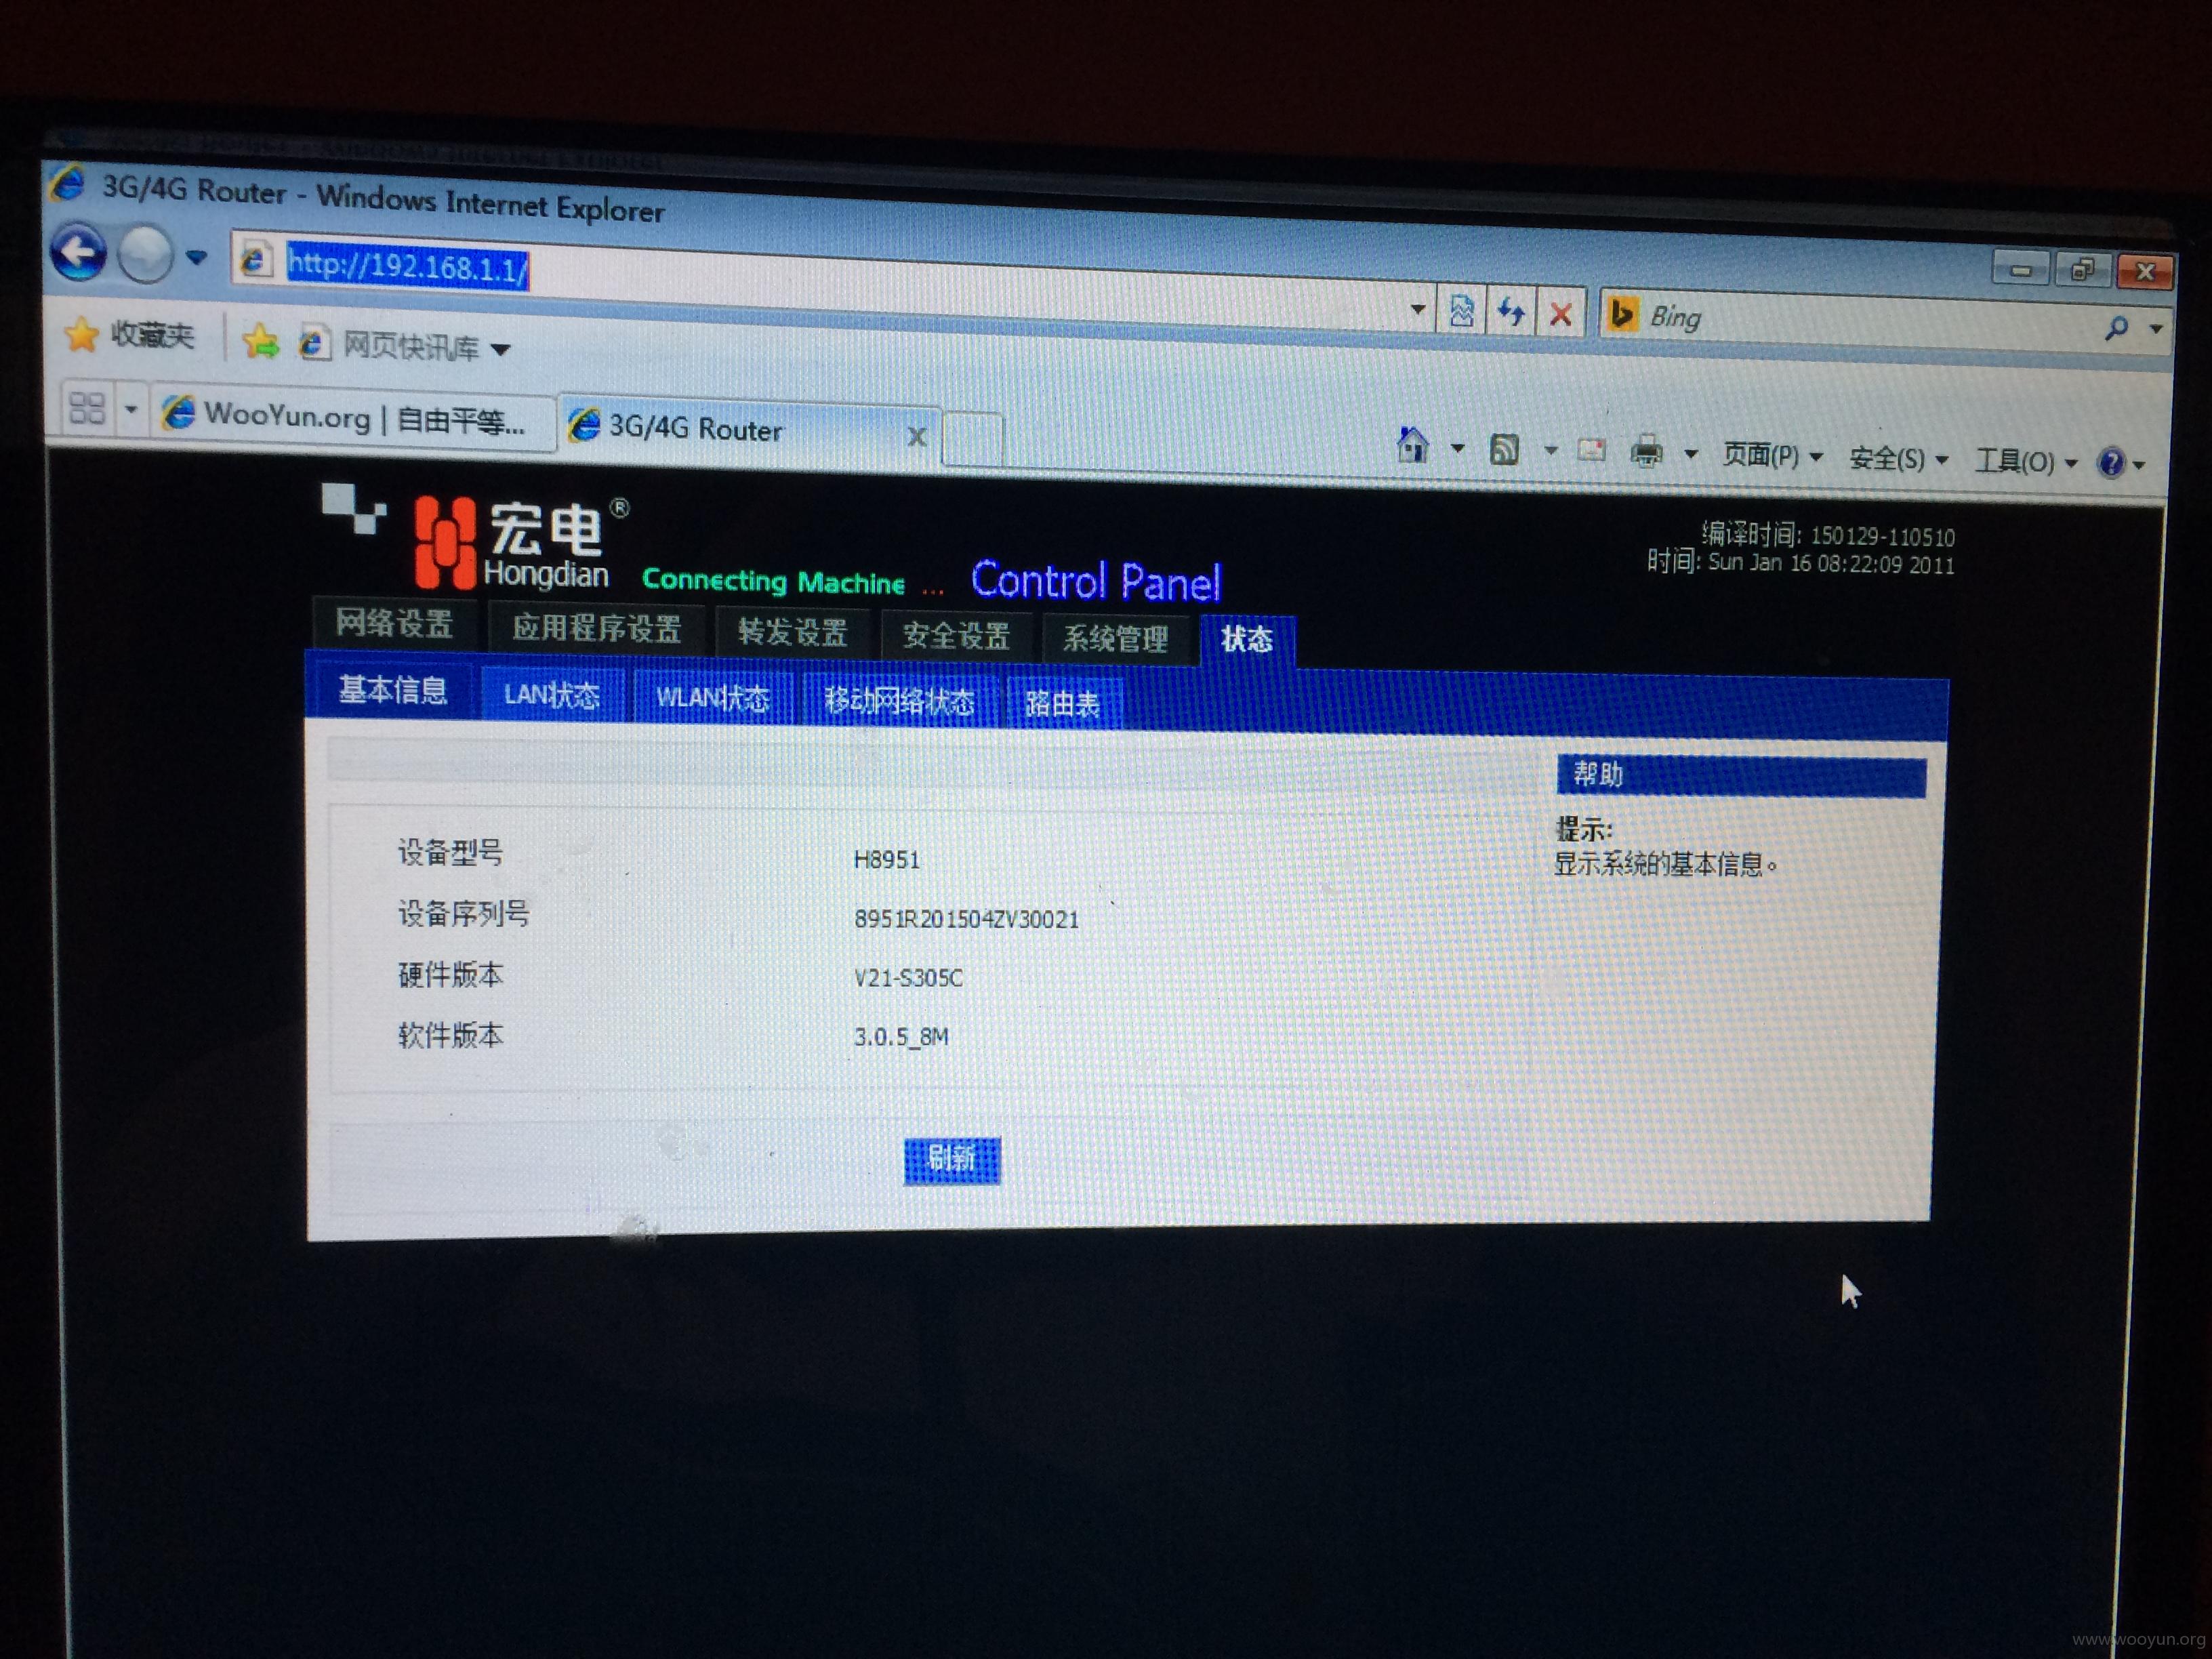 3G/4G Router - Windows Internet Explorer
http://192.168.1.1/
Bing
收藏夹
网页快讯库
WooYun.org | 自由平等...
3G/4G Router
页面(P)
安全(S)
工具(O)
宏电®
Hongdian
Connecting Machine ...
Control Panel
编译时间: 150129-110510
时间: Sun Jan 16 08:22:09 2011
网络设置
应用程序设置
转发设置
安全设置
系统管理
状态
基本信息
LAN状态
WLAN状态
移动网络状态
路由表
帮助
提示:
显示系统的基本信息。
设备型号 H8951
设备序列号 8951R201504ZV30021
硬件版本 V21-S305C
软件版本 3.0.5_8M
刷新
www.wooyun.org